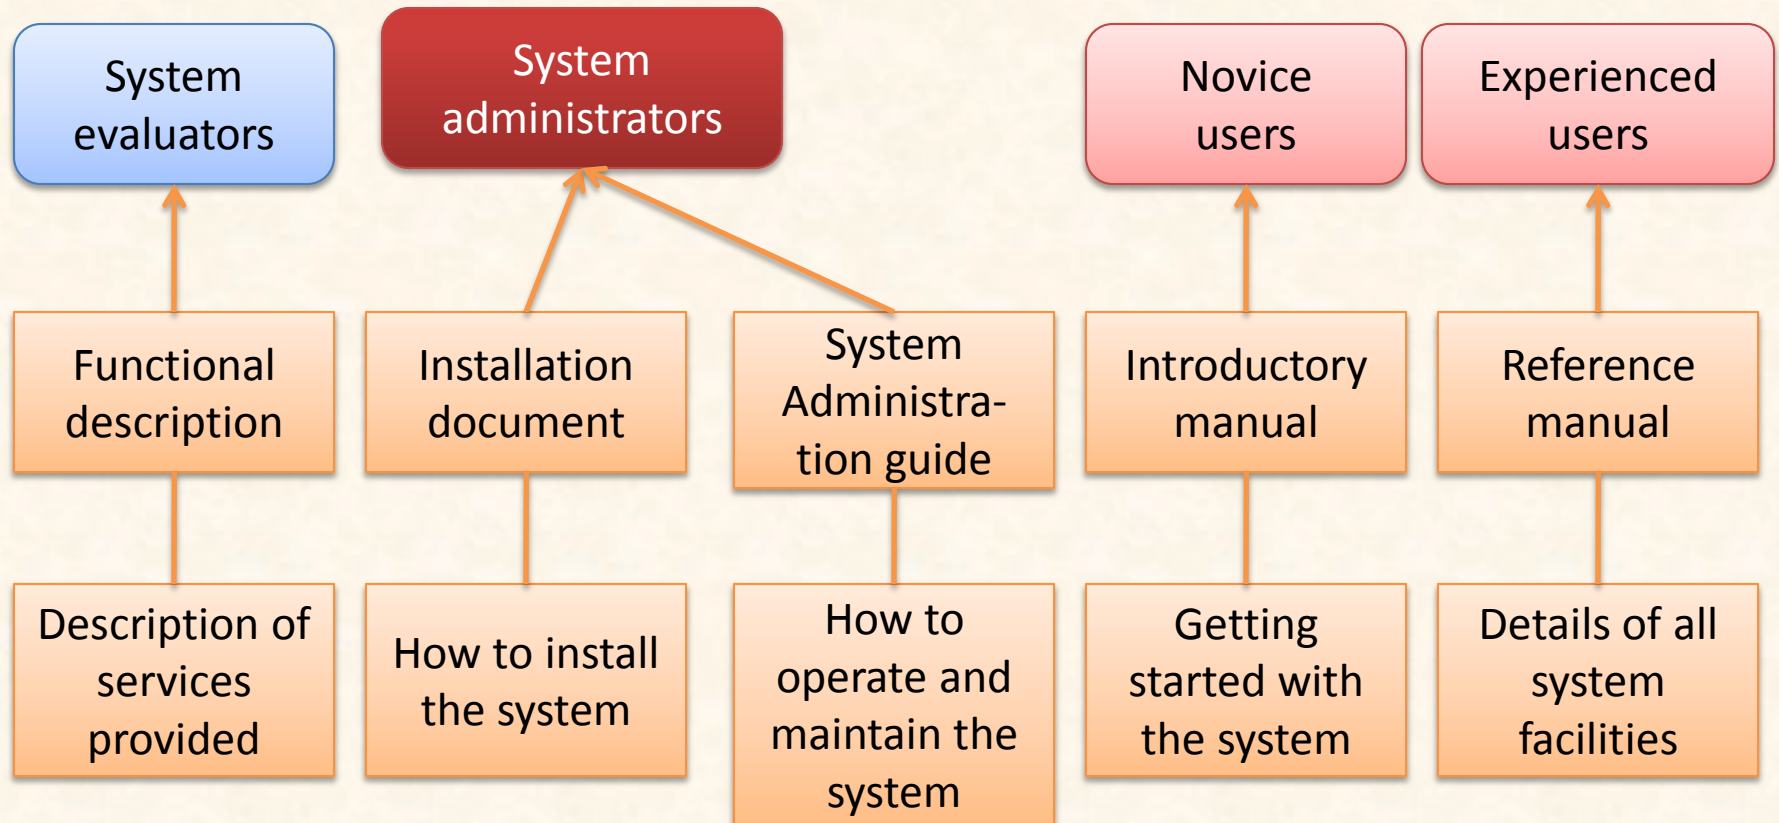 System
evaluators
System
administrators
Novice
users
Experienced
users
Functional
description
Installation
document
System
Administra-
tion guide
Introductory
manual
Reference
manual
Description of
services
provided
How to install
the system
How to
operate and
maintain the
system
Getting
started with
the system
Details of all
system
facilities